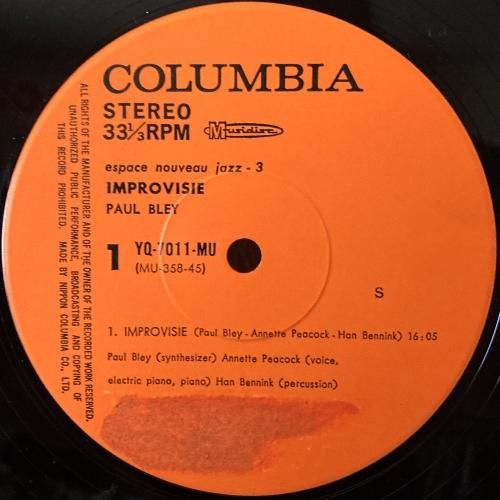 COLUMBIA
STEREO
33⅓RPM
Musidisc
espace nouveau jazz - 3
IMPROVISIE
PAUL BLEY
1
YQ-7011-MU
(MU-358-45)
S
1. IMPROVISIE (Paul Bley - Annette Peacock - Han Bennink) 16:05
Paul Bley (synthesizer) Annette Peacock (voice,
electric piano, piano) Han Bennink (percussion)
ALL RIGHTS OF THE MANUFACTURER AND OF THE OWNER OF THE RECORDED WORK RESERVED.
UNAUTHORIZED PUBLIC PERFORMANCE, BROADCASTING AND COPYING OF
THIS RECORD PROHIBITED. MADE BY NIPPON COLUMBIA CO., LTD.